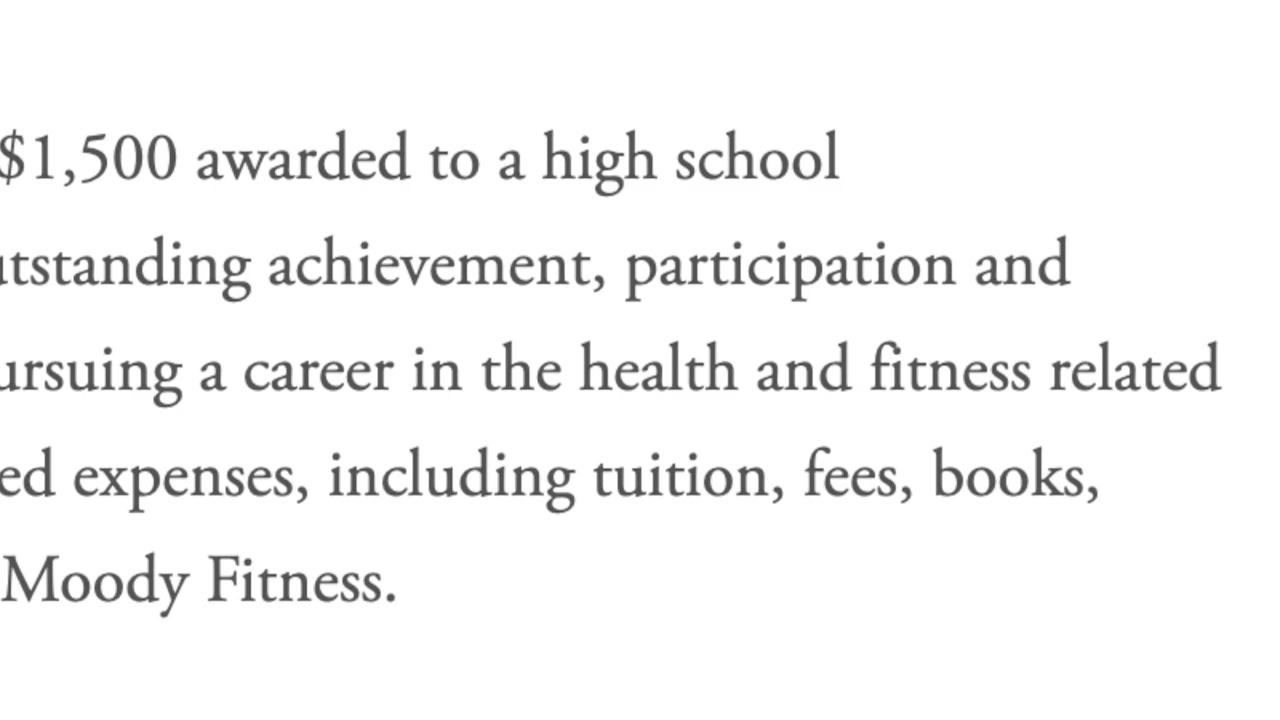 $1,500 awarded to a high school
utstanding achievement, participation and
ursuing a career in the health and fitness related
ed expenses, including tuition, fees, books,
Moody Fitness.